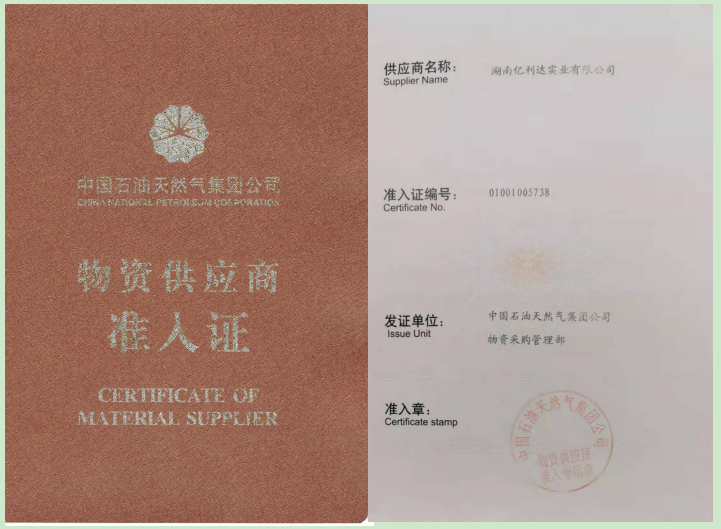 中国石油天然气集团公司
CHINA NATIONAL PETROLEUM CORPORATION
物资供应商
准入证
CERTIFICATE OF
MATERIAL SUPPLIER
供应商名称：
湖南亿利达实业有限公司
Supplier Name
准入证编号：
01001005738
Certificate No.
发证单位：
中国石油天然气集团公司
Issue Unit
物资采购管理部
准入章：
Certificate stamp
中国石油天然气集团公司
物资供应商
准入专用章